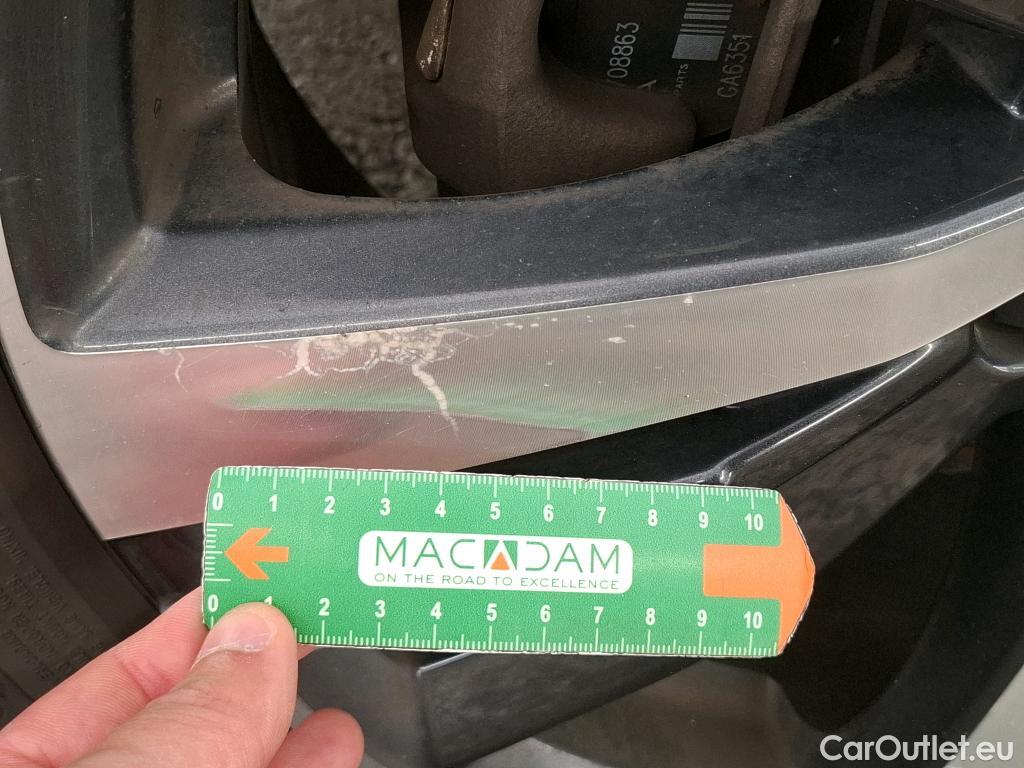 08863
A
PARTS
GA6351
0 1 2 3 4 5 6 7 8 9 10
MACADAM
ON THE ROAD TO EXCELLENCE
0 1 2 3 4 5 6 7 8 9 10
CarOutlet.eu